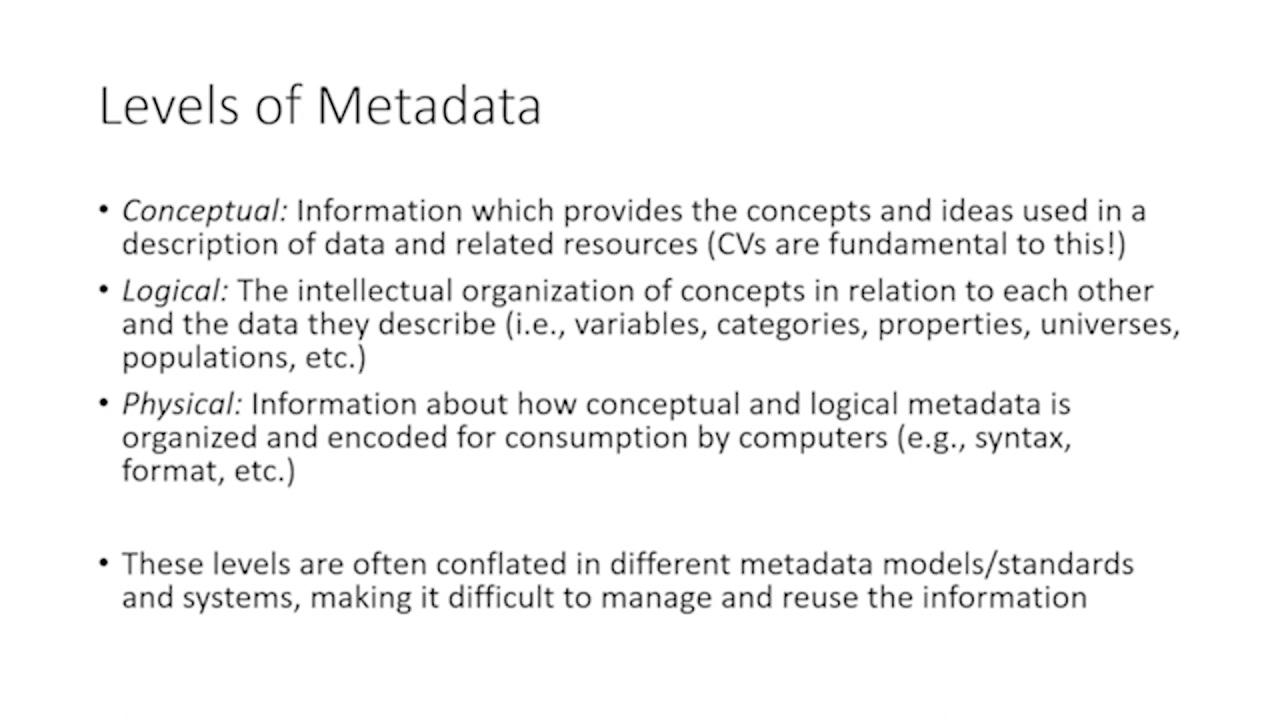 Levels of Metadata
• Conceptual: Information which provides the concepts and ideas used in a
description of data and related resources (CVs are fundamental to this!)
• Logical: The intellectual organization of concepts in relation to each other
and the data they describe (i.e., variables, categories, properties, universes,
populations, etc.)
• Physical: Information about how conceptual and logical metadata is
organized and encoded for consumption by computers (e.g., syntax,
format, etc.)
• These levels are often conflated in different metadata models/standards
and systems, making it difficult to manage and reuse the information